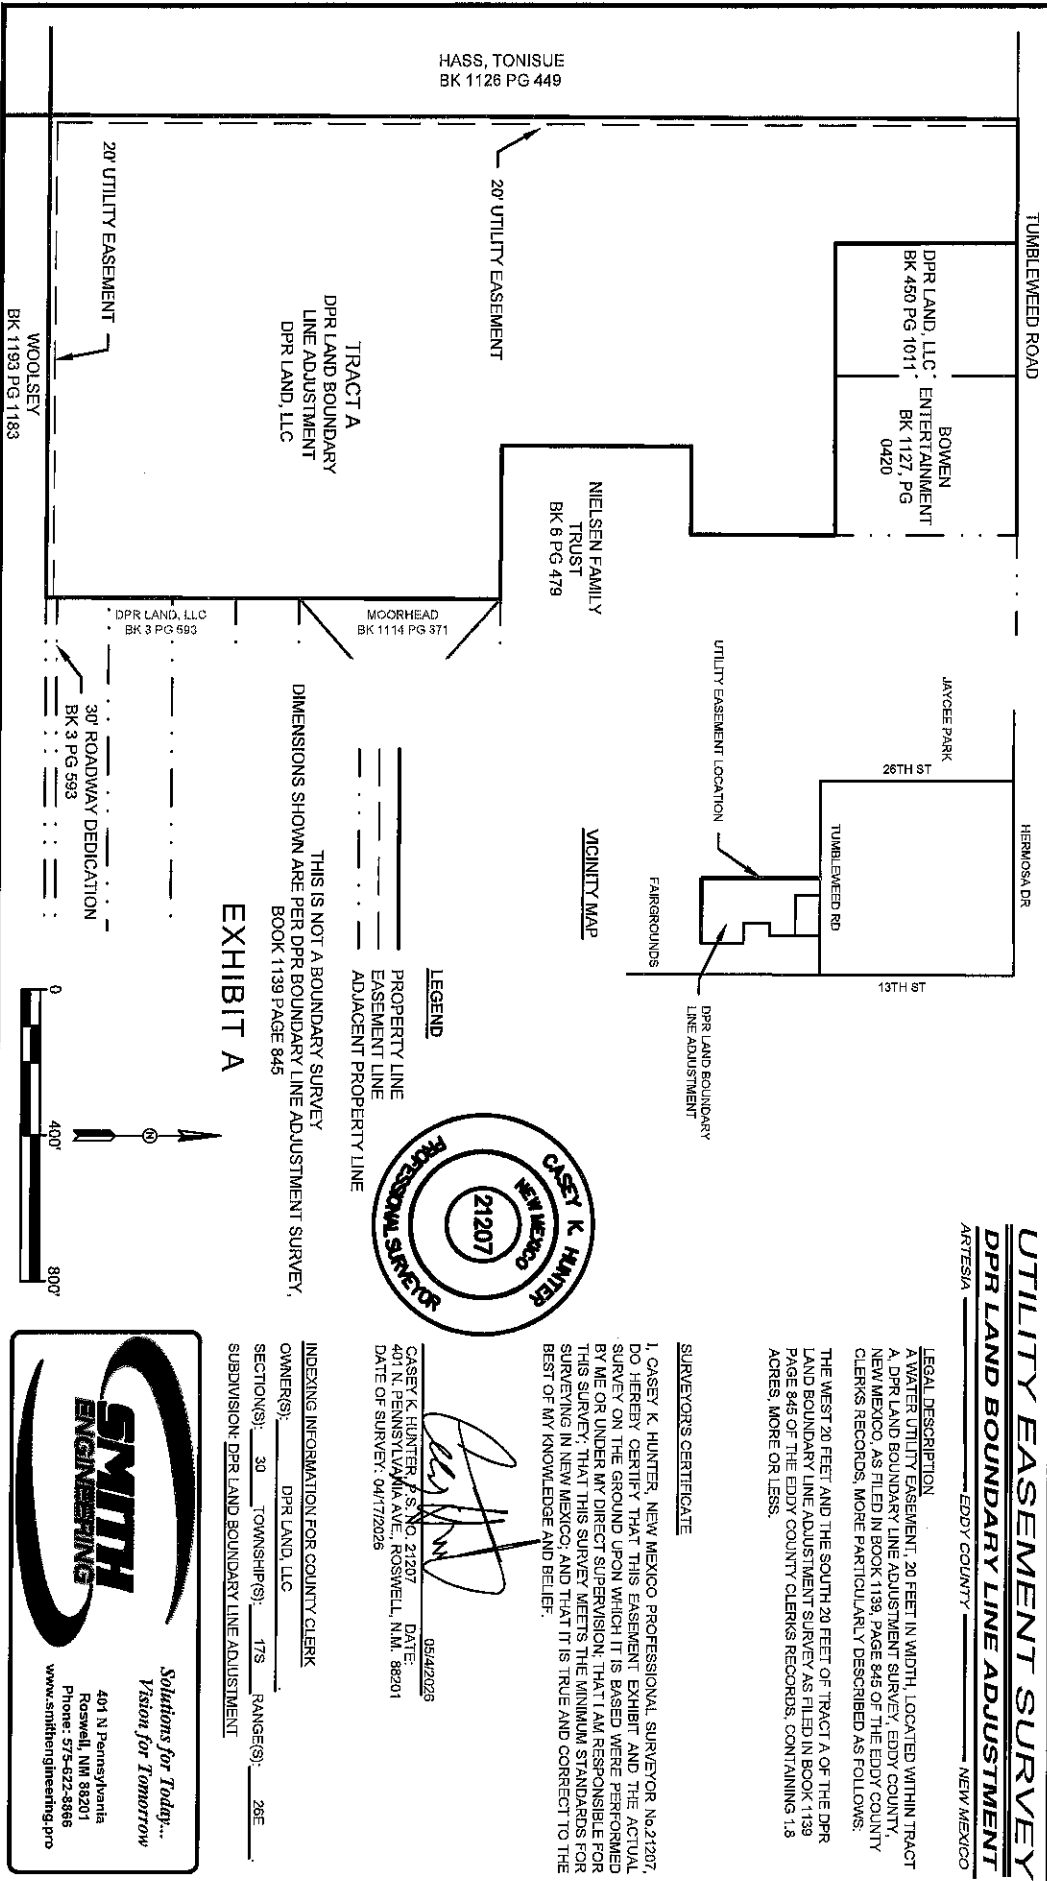 UTILITY EASEMENT SURVEY
DPR LAND BOUNDARY LINE ADJUSTMENT
ARTESIA EDDY COUNTY NEW MEXICO
LEGAL DESCRIPTION
A WATER UTILITY EASEMENT, 20 FEET IN WIDTH, LOCATED WITHIN TRACT
A, DPR LAND BOUNDARY LINE ADJUSTMENT SURVEY, EDDY COUNTY,
NEW MEXICO, AS FILED IN BOOK 1139, PAGE 845 OF THE EDDY COUNTY
CLERKS RECORDS, MORE PARTICULARLY DESCRIBED AS FOLLOWS:
THE WEST 20 FEET AND THE SOUTH 20 FEET OF TRACT A OF THE DPR
LAND BOUNDARY LINE ADJUSTMENT SURVEY AS FILED IN BOOK 1139
PAGE 845 OF THE EDDY COUNTY CLERKS RECORDS, CONTAINING 1.8
ACRES, MORE OR LESS.
SURVEYOR'S CERTIFICATE
I, CASEY K. HUNTER, NEW MEXICO PROFESSIONAL SURVEYOR No.21207,
DO HEREBY CERTIFY THAT THIS EASEMENT EXHIBIT AND THE ACTUAL
SURVEY ON THE GROUND UPON WHICH IT IS BASED WERE PERFORMED
BY ME OR UNDER MY DIRECT SUPERVISION; THAT I AM RESPONSIBLE FOR
THIS SURVEY; THAT THIS SURVEY MEETS THE MINIMUM STANDARDS FOR
SURVEYING IN NEW MEXICO; AND THAT IT IS TRUE AND CORRECT TO THE
BEST OF MY KNOWLEDGE AND BELIEF.
05/4/2026
CASEY K. HUNTER, P.S. NO. 21207 DATE:
401 N. PENNSYLVANIA AVE., ROSWELL, N.M. 88201
DATE OF SURVEY: 04/17/2026
INDEXING INFORMATION FOR COUNTY CLERK
OWNER(S): DPR LAND, LLC
SECTION(S): 30 TOWNSHIP(S): 17S RANGE(S): 26E
SUBDIVISION: DPR LAND BOUNDARY LINE ADJUSTMENT
SMITH
ENGINEERING
Solutions for Today...
Vision for Tomorrow
401 N Pennsylvania
Roswell, NM 88201
Phone: 575-622-8866
www.smithengineering.pro
TUMBLEWEED ROAD
HASS, TONISUE
BK 1126 PG 449
DPR LAND, LLC
BK 450 PG 1011
BOWEN
ENTERTAINMENT
BK 1127, PG
0420
20' UTILITY EASEMENT
NIELSEN FAMILY
TRUST
BK 6 PG 479
TRACT A
DPR LAND BOUNDARY
LINE ADJUSTMENT
DPR LAND, LLC
MOORHEAD
BK 1114 PG 371
DPR LAND, LLC
BK 3 PG 593
20' UTILITY EASEMENT
30' ROADWAY DEDICATION
BK 3 PG 593
WOOLSEY
BK 1193 PG 1183
HERMOSA DR
JAYCEE PARK
26TH ST
13TH ST
TUMBLEWEED RD
UTILITY EASEMENT LOCATION
DPR LAND BOUNDARY
LINE ADJUSTMENT
FAIRGROUNDS
VICINITY MAP
LEGEND
PROPERTY LINE
EASEMENT LINE
ADJACENT PROPERTY LINE
CASEY K. HUNTER
NEW MEXICO
21207
PROFESSIONAL SURVEYOR
THIS IS NOT A BOUNDARY SURVEY
DIMENSIONS SHOWN ARE PER DPR BOUNDARY LINE ADJUSTMENT SURVEY,
BOOK 1139 PAGE 845
EXHIBIT A
N
0 400' 800'